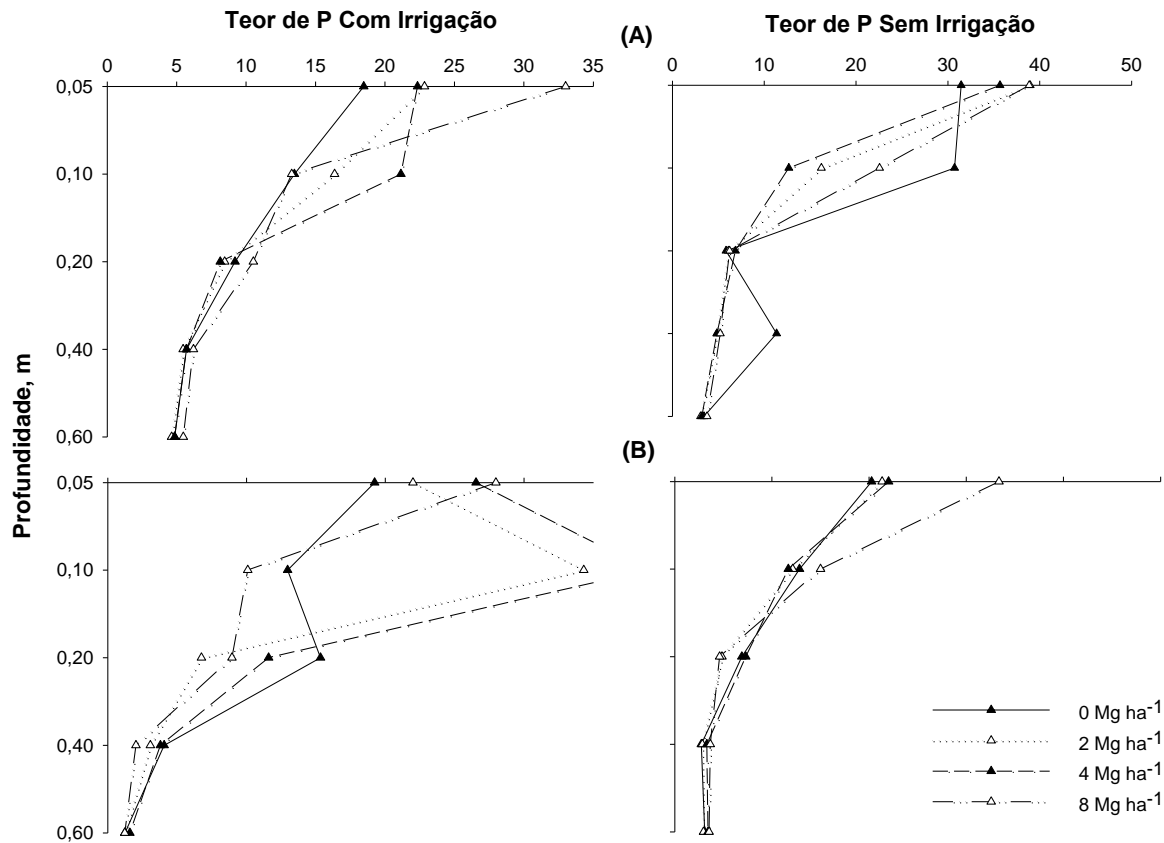 Teor de P Com Irrigação
(A)
Teor de P Sem Irrigação
0 5 10 15 20 25 30 35
0 10 20 30 40 50
0,05
0,10
0,20
0,40
0,60
Profundidade, m
(B)
0,05
0,10
0,20
0,40
0,60
0 Mg ha-1
2 Mg ha-1
4 Mg ha-1
8 Mg ha-1